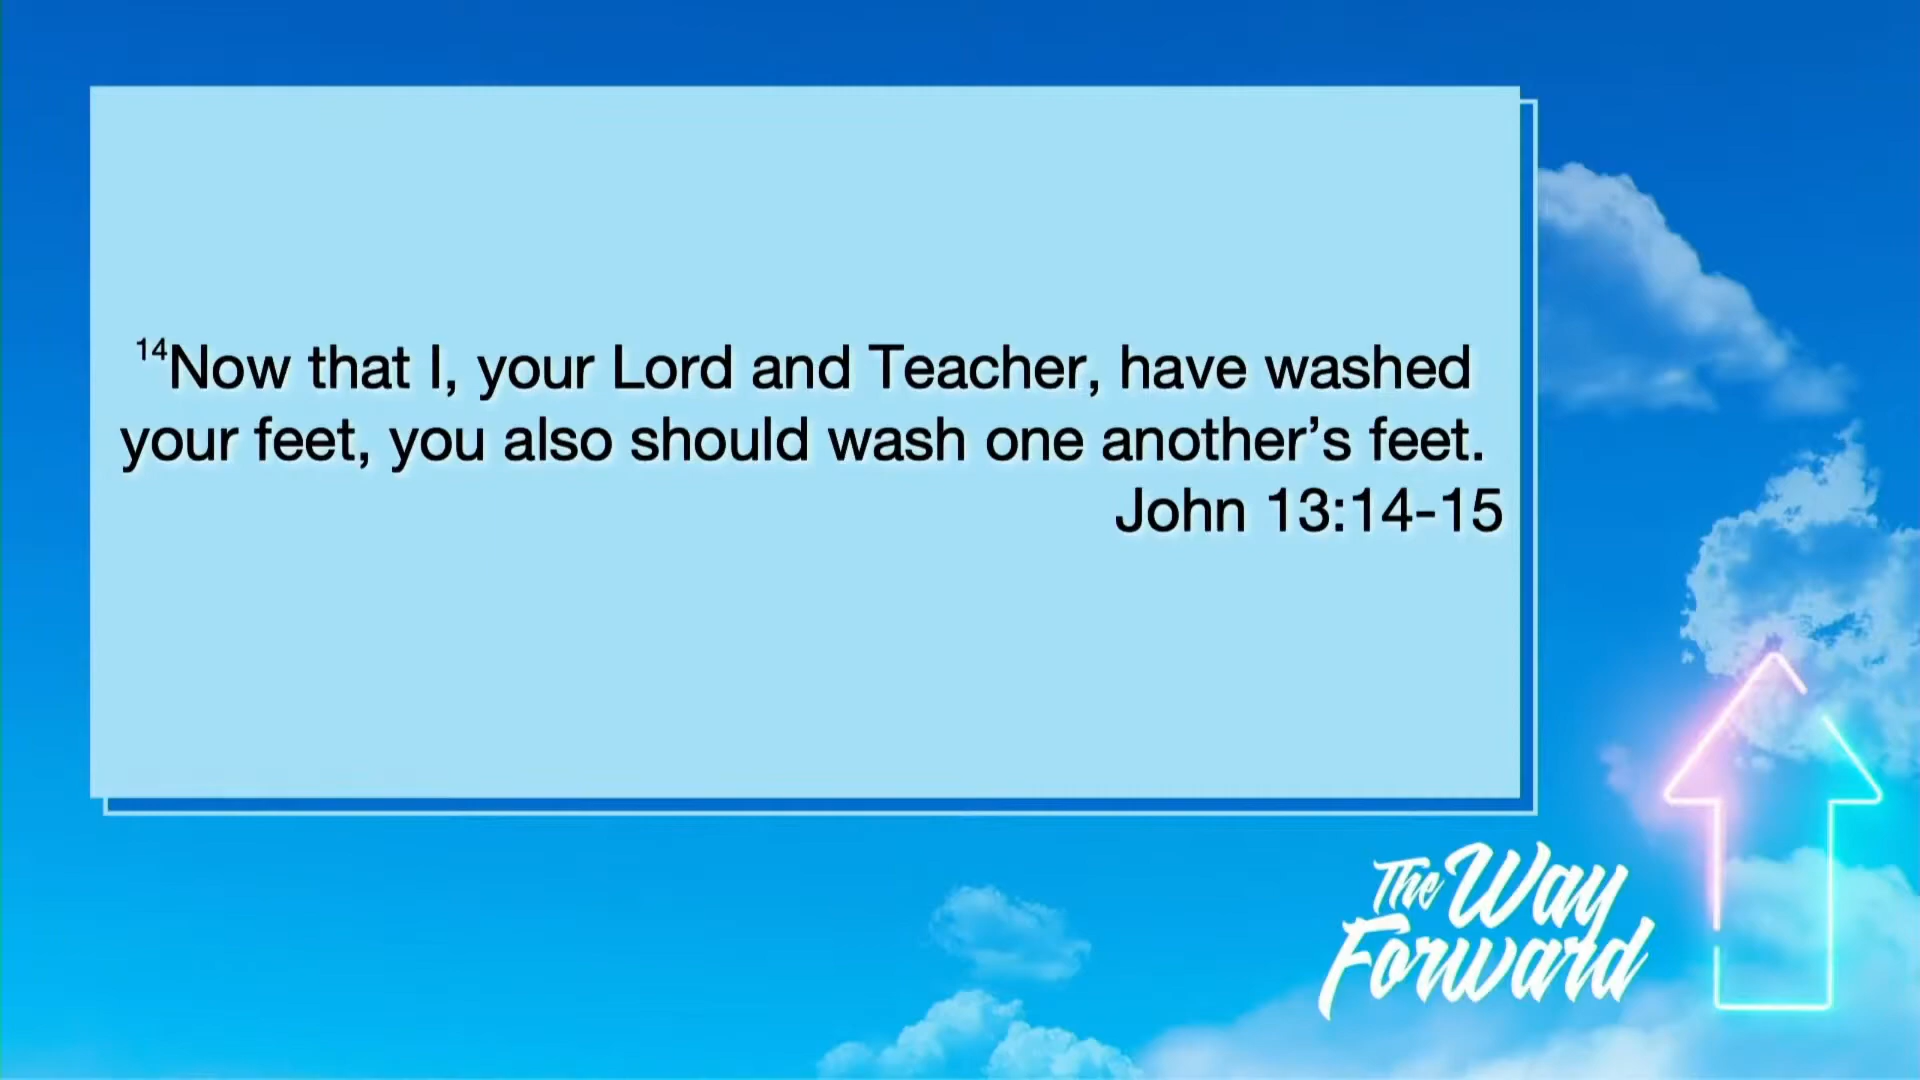 ¹⁴Now that I, your Lord and Teacher, have washed
your feet, you also should wash one another’s feet.
John 13:14-15
The Way
Forward